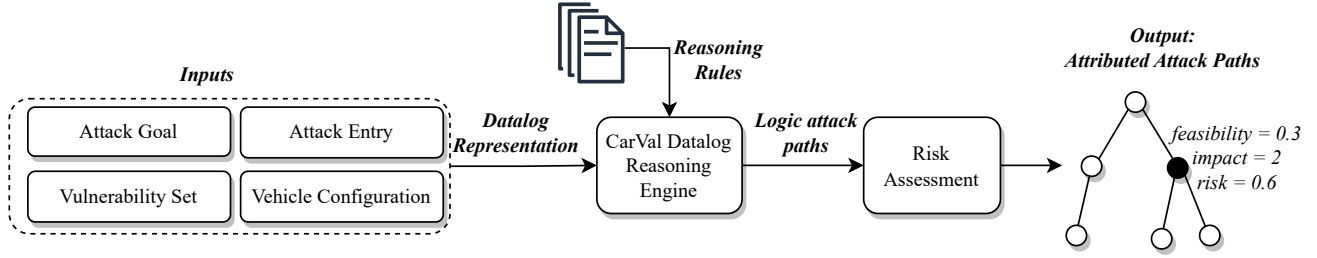 Inputs
Attack Goal
Attack Entry
Vulnerability Set
Vehicle Configuration
Datalog
Representation
Reasoning
Rules
CarVal Datalog
Reasoning
Engine
Logic attack
paths
Risk
Assessment
Output:
Attributed Attack Paths
feasibility = 0.3
impact = 2
risk = 0.6